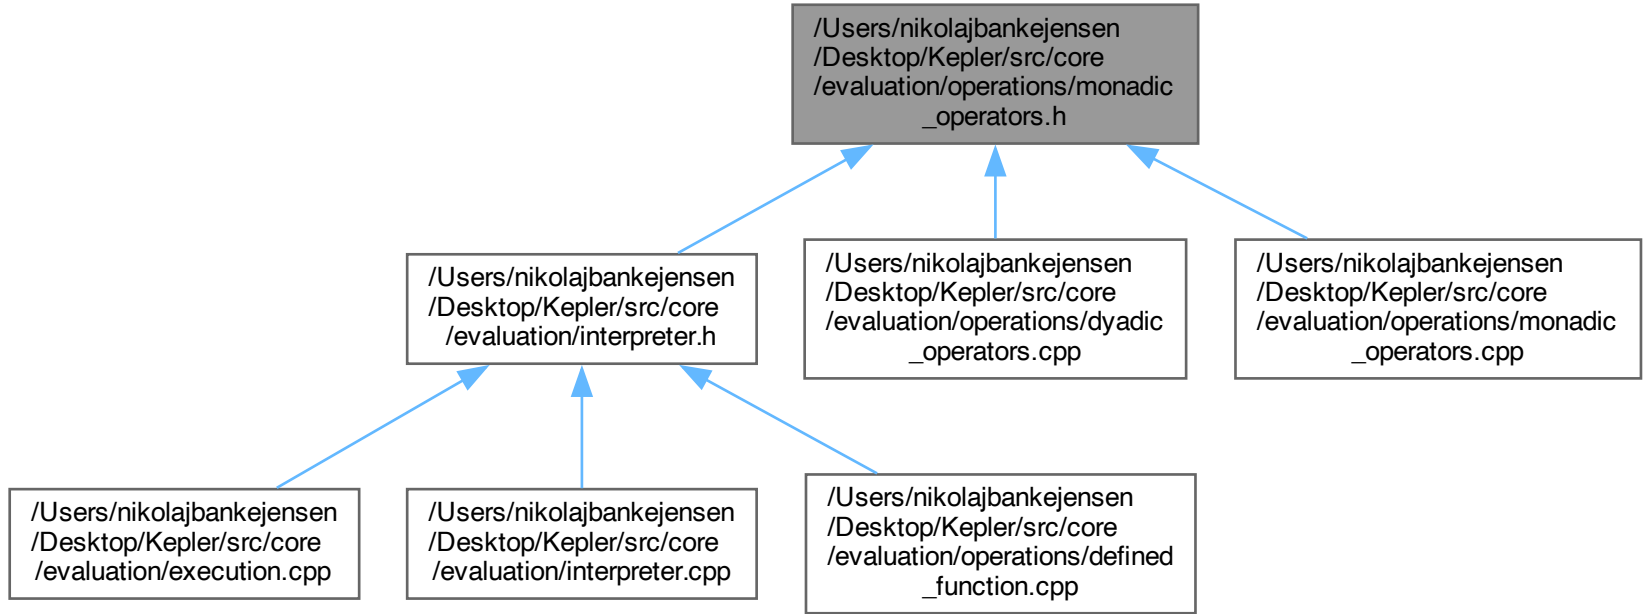 /Users/nikolajbankejensen
/Desktop/Kepler/src/core
/evaluation/operations/monadic
_operators.h
/Users/nikolajbankejensen
/Desktop/Kepler/src/core
/evaluation/interpreter.h
/Users/nikolajbankejensen
/Desktop/Kepler/src/core
/evaluation/operations/dyadic
_operators.cpp
/Users/nikolajbankejensen
/Desktop/Kepler/src/core
/evaluation/operations/monadic
_operators.cpp
/Users/nikolajbankejensen
/Desktop/Kepler/src/core
/evaluation/execution.cpp
/Users/nikolajbankejensen
/Desktop/Kepler/src/core
/evaluation/interpreter.cpp
/Users/nikolajbankejensen
/Desktop/Kepler/src/core
/evaluation/operations/defined
_function.cpp